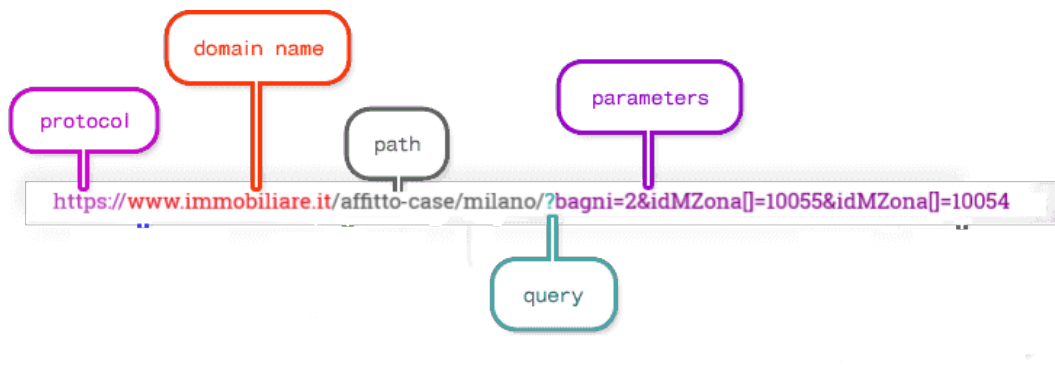 domain name
protocol
parameters
path
https://www.immobiliare.it/affitto-case/milano/?bagni=2&idMZona[]=10055&idMZona[]=10054
query